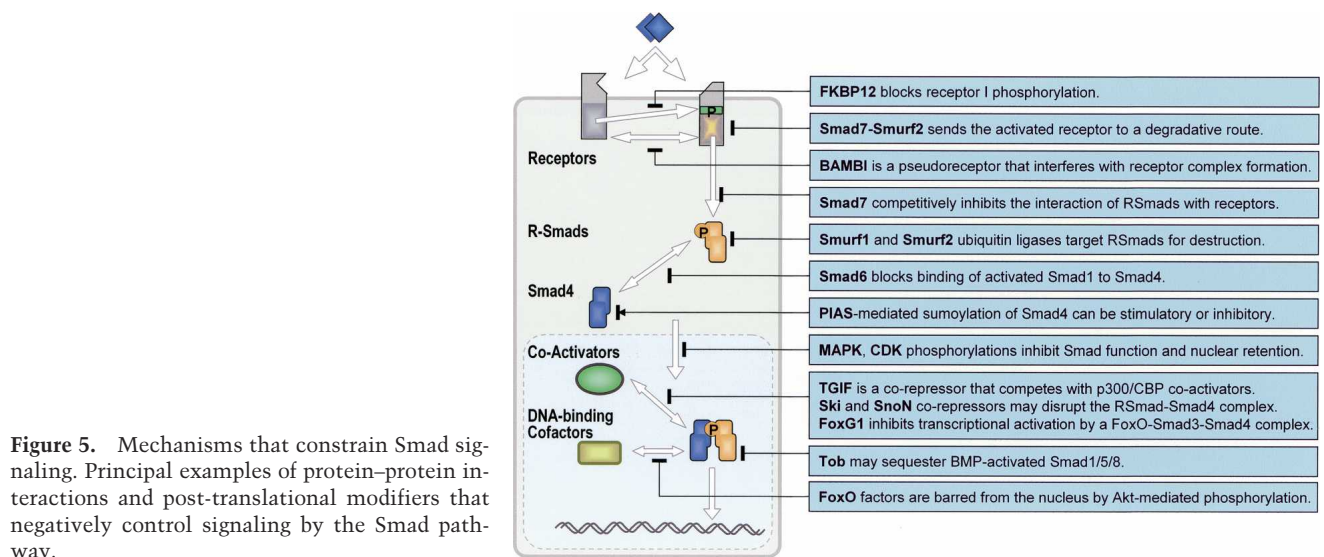 FKBP12 blocks receptor I phosphorylation.
P
Smad7-Smurf2 sends the activated receptor to a degradative route.
Receptors
BAMBI is a pseudoreceptor that interferes with receptor complex formation.
Smad7 competitively inhibits the interaction of RSmads with receptors.
R-Smads
P
Smurf1 and Smurf2 ubiquitin ligases target RSmads for destruction.
Smad6 blocks binding of activated Smad1 to Smad4.
Smad4
PIAS-mediated sumoylation of Smad4 can be stimulatory or inhibitory.
Co-Activators
MAPK, CDK phosphorylations inhibit Smad function and nuclear retention.
TGIF is a co-repressor that competes with p300/CBP co-activators.
Ski and SnoN co-repressors may disrupt the RSmad-Smad4 complex.
FoxG1 inhibits transcriptional activation by a FoxO-Smad3-Smad4 complex.
DNA-binding
Cofactors
P
Tob may sequester BMP-activated Smad1/5/8.
FoxO factors are barred from the nucleus by Akt-mediated phosphorylation.
Figure 5. Mechanisms that constrain Smad sig-
naling. Principal examples of protein–protein in-
teractions and post-translational modifiers that
negatively control signaling by the Smad path-
way.